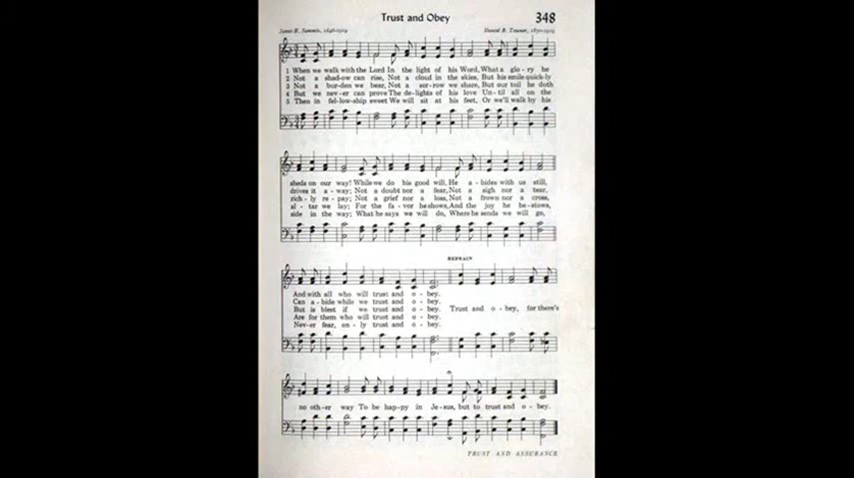 Trust and Obey
348
James H. Sammis, 1846-1919
Daniel B. Towner, 1850-1919
1 When we walk with the Lord In the light of his Word, What a glo - ry he
2 Not a shad-ow can rise, Not a cloud in the skies, But his smile quick-ly
3 Not a bur-den we bear, Not a sor-row we share, But our toil he doth
4 But we nev-er can prove The de-lights of his love Un-til all on the
5 Then in fel-low-ship sweet We will sit at his feet, Or we'll walk by his
sheds on our way! While we do his good will, He a-bides with us still,
drives it a-way; Not a doubt nor a fear, Not a sigh nor a tear,
rich-ly re-pay; Not a grief nor a loss, Not a frown nor a cross,
al-tar we lay; For the fa-vor he shows, And the joy he be-stows,
side in the way; What he says we will do, Where he sends we will go,
REFRAIN
And with all who will trust and o - bey.
Can a-bide while we trust and o - bey.
But is blest if we trust and o - bey. Trust and o - bey, for there's
Are for them who will trust and o - bey.
Nev-er fear, on-ly trust and o - bey.
no oth-er way To be hap-py in Je-sus, but to trust and o - bey.
TRUST AND ASSURANCE